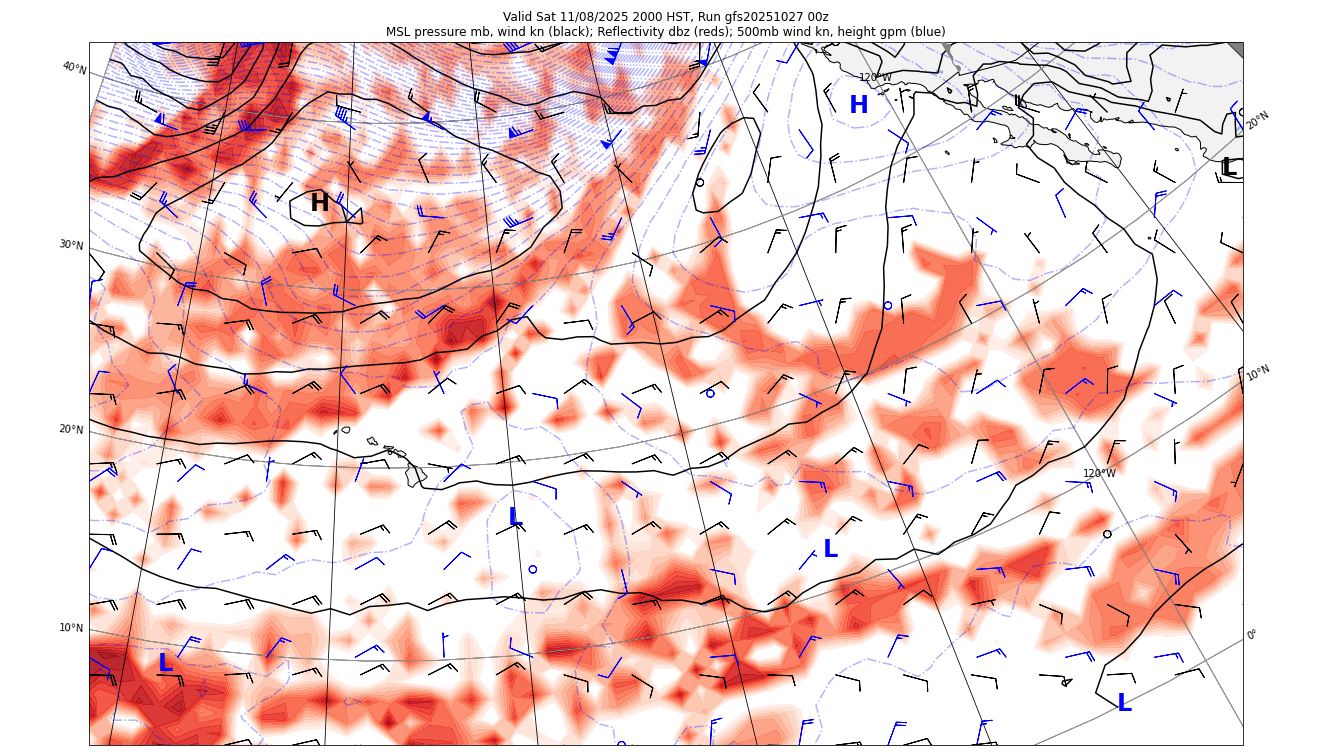 Valid Sat 11/08/2025 2000 HST, Run gfs20251027 00z
MSL pressure mb, wind kn (black); Reflectivity dbz (reds); 500mb wind kn, height gpm (blue)
40°N
120°W
H
20°N
L
H
30°N
10°N
20°N
120°W
L
L
10°N
0°
L
L